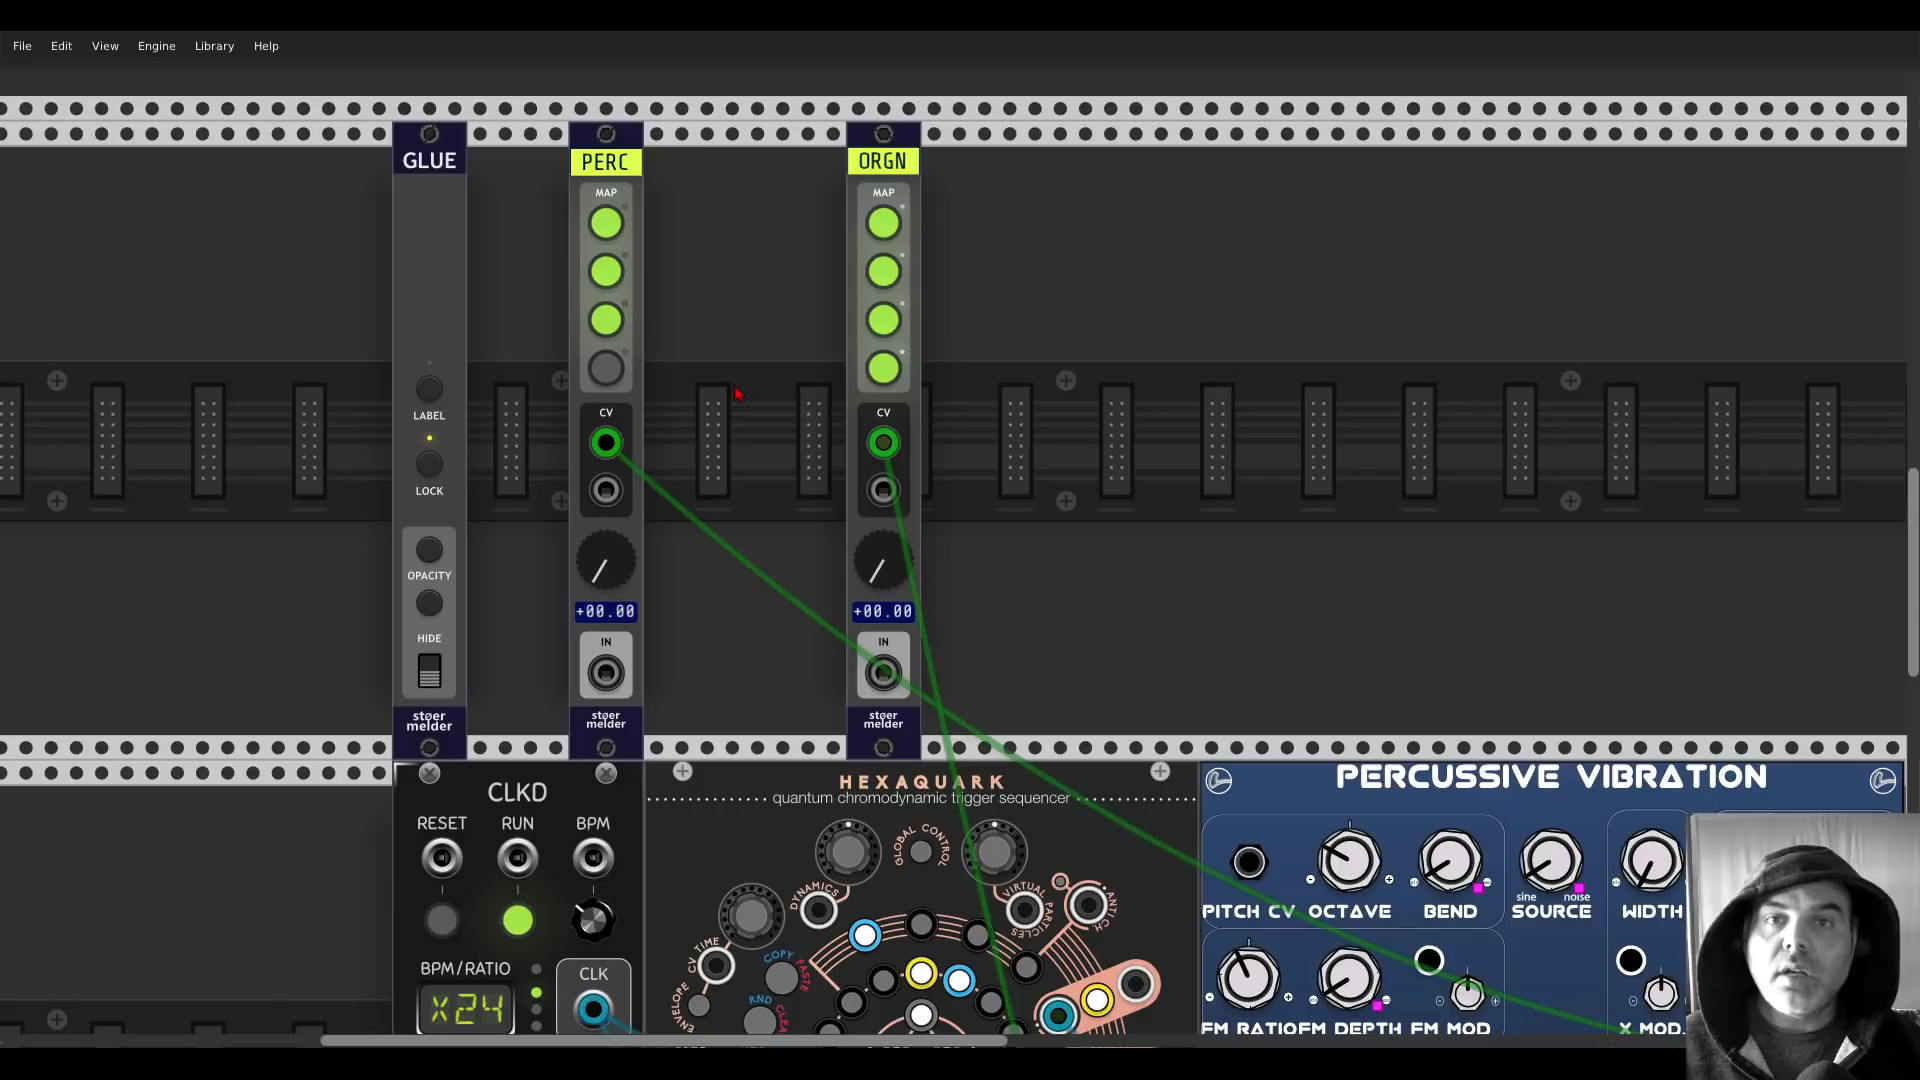 File Edit View Engine Library Help
GLUE
LABEL
LOCK
OPACITY
HIDE
støer
melder
PERC
MAP
CV
+00.00
IN
støer
melder
ORGN
MAP
CV
+00.00
IN
støer
melder
CLKD
RESET RUN BPM
BPM/RATIO
x24
CLK
HEXAQUARK
quantum chromodynamic trigger sequencer
GLOBAL CONTROL
DYNAMICS
VIRTUAL PARTICLES
ANTI CH.
CV TIME
ENVELOPE
COPY
PASTE
RND
PERCUSSIVE VIBRATION
PITCH CV OCTAVE BEND SOURCE WIDTH
sine noise
FM RATIO FM DEPTH FM MOD X MOD.